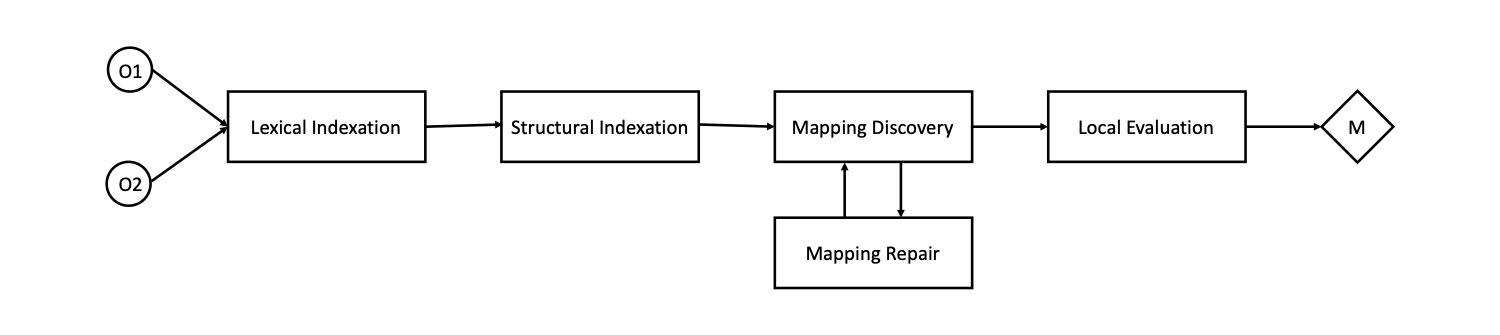 O1
O2
Lexical Indexation
Structural Indexation
Mapping Discovery
Local Evaluation
M
Mapping Repair